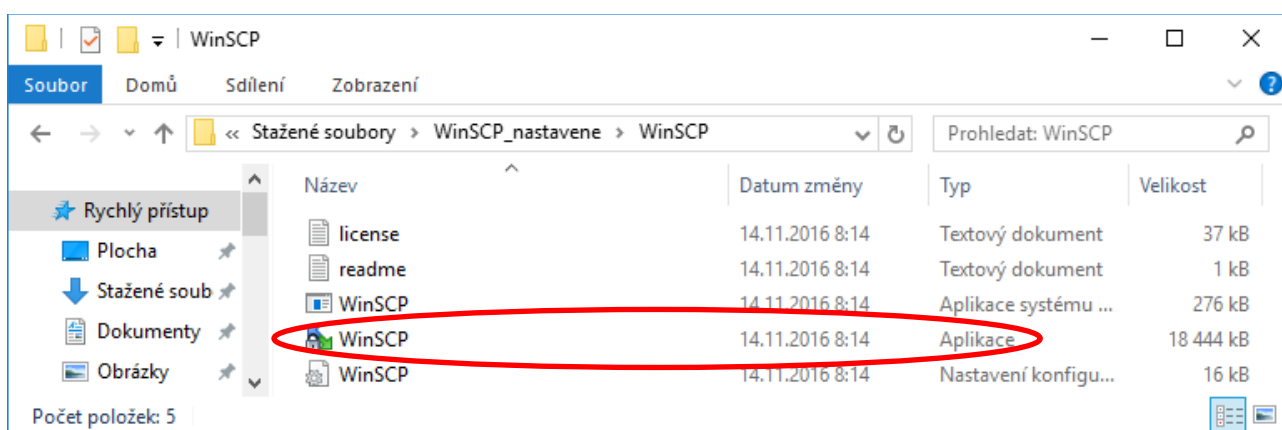 WinSCP
Soubor Domů Sdílení Zobrazení
« Stažené soubory › WinSCP_nastavene › WinSCP Prohledat: WinSCP
Název Datum změny Typ Velikost
Rychlý přístup
Plocha license 14.11.2016 8:14 Textový dokument 37 kB
readme 14.11.2016 8:14 Textový dokument 1 kB
Stažené soub WinSCP 14.11.2016 8:14 Aplikace systému ... 276 kB
Dokumenty WinSCP 14.11.2016 8:14 Aplikace 18 444 kB
Obrázky WinSCP 14.11.2016 8:14 Nastavení konfigu... 16 kB
Počet položek: 5